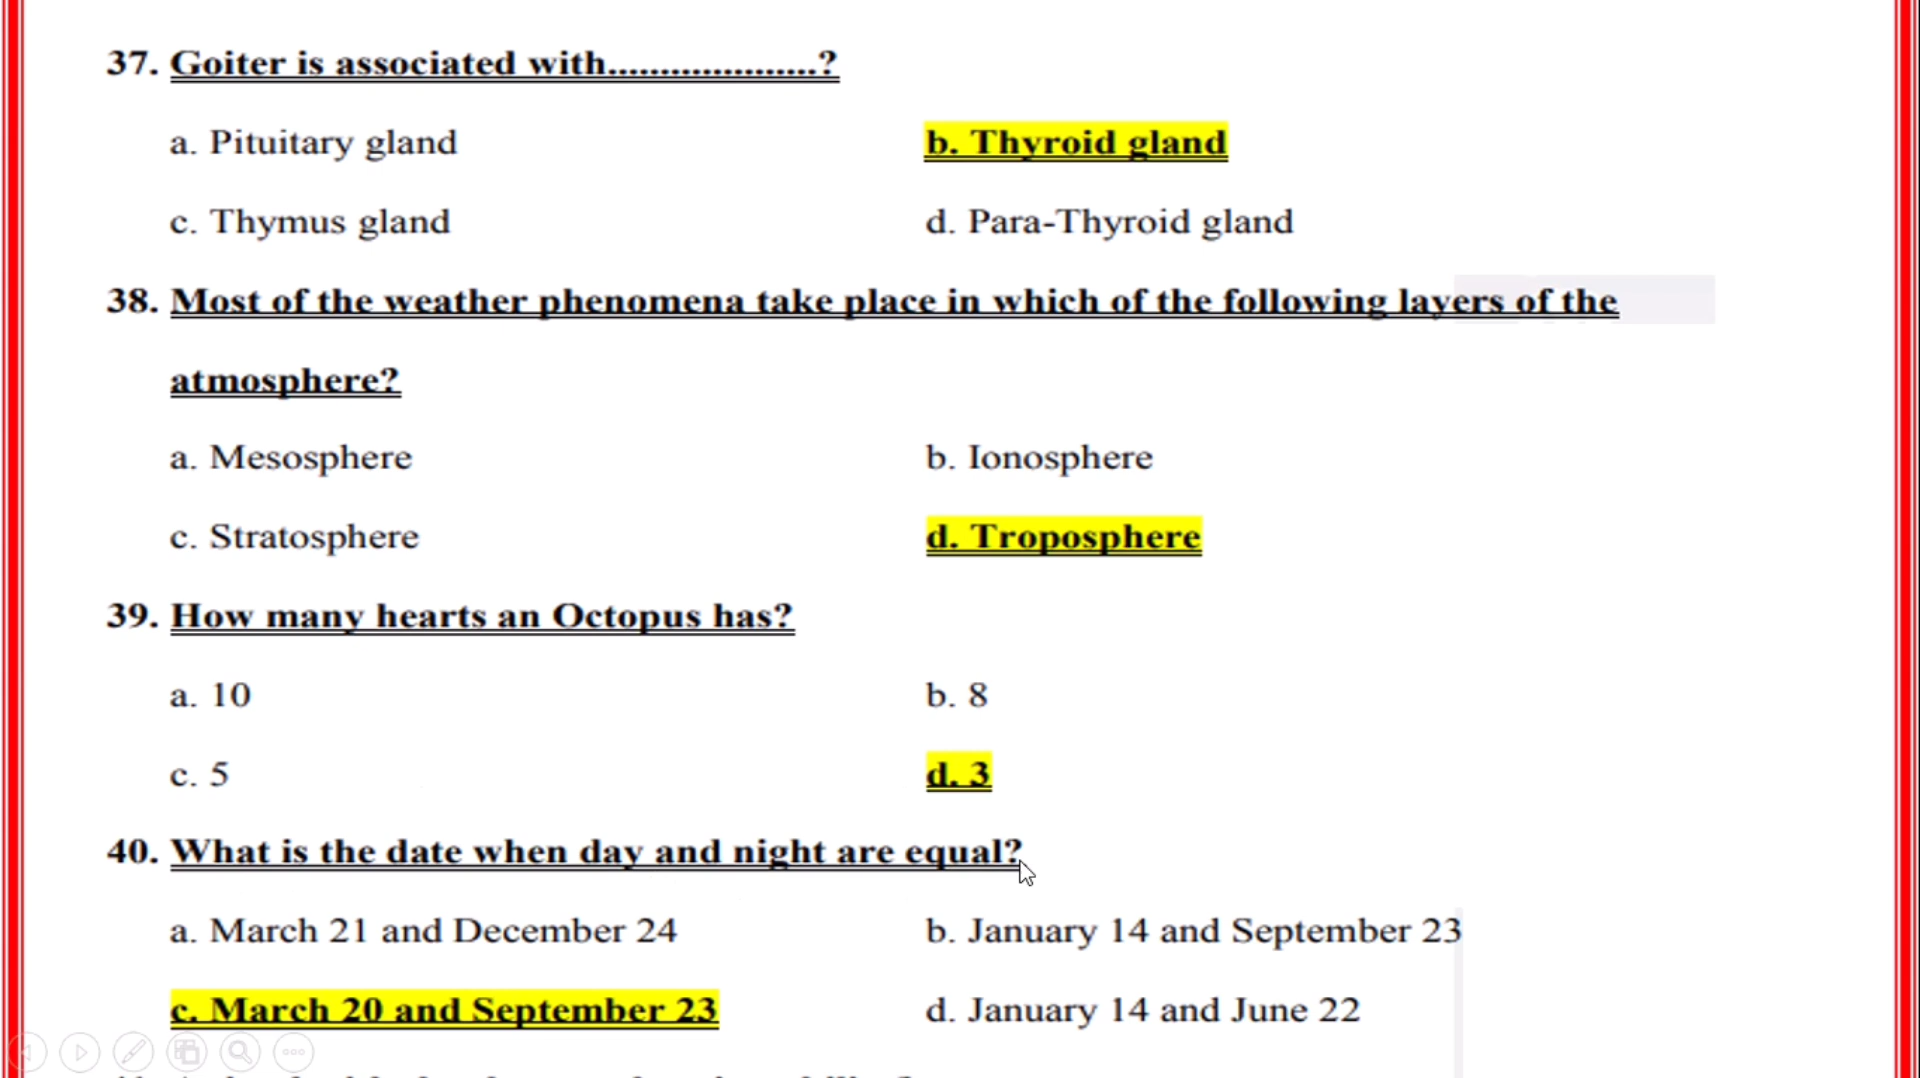 37. Goiter is associated with....................?
a. Pituitary gland b. Thyroid gland
c. Thymus gland d. Para-Thyroid gland
38. Most of the weather phenomena take place in which of the following layers of the
atmosphere?
a. Mesosphere b. Ionosphere
c. Stratosphere d. Troposphere
39. How many hearts an Octopus has?
a. 10 b. 8
c. 5 d. 3
40. What is the date when day and night are equal?
a. March 21 and December 24 b. January 14 and September 23
c. March 20 and September 23 d. January 14 and June 22